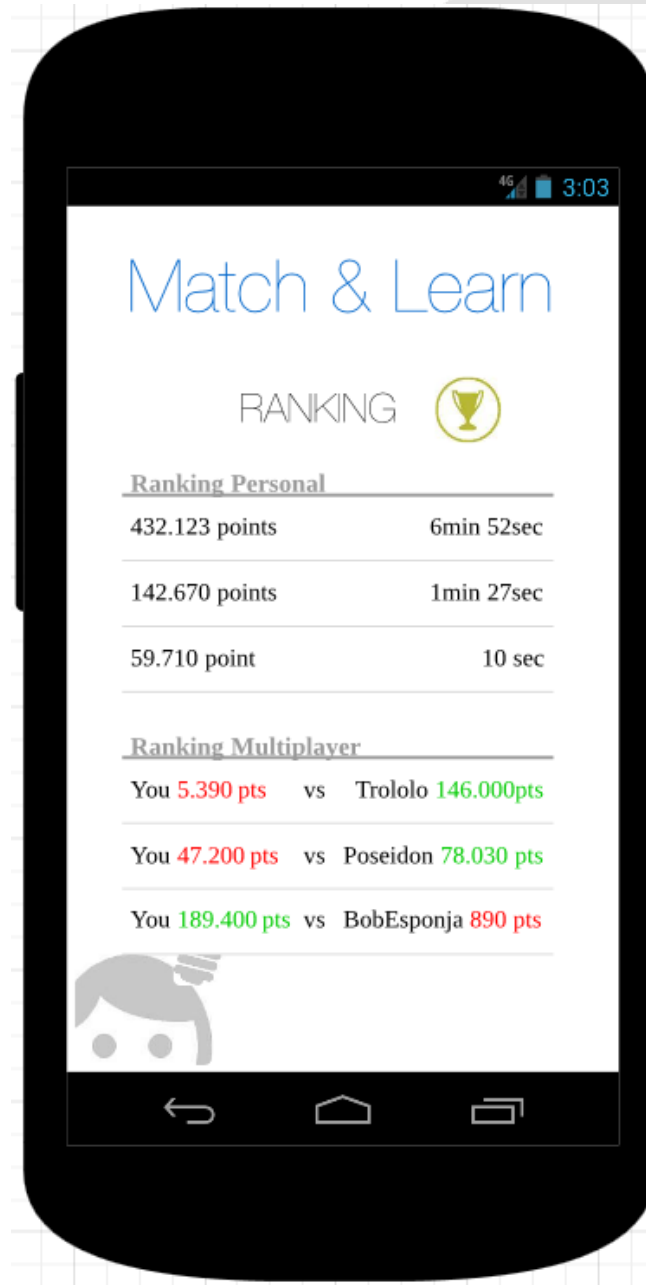 4G 3:03
Match & Learn
RANKING
Ranking Personal
432.123 points 6min 52sec
142.670 points 1min 27sec
59.710 point 10 sec
Ranking Multiplayer
You 5.390 pts vs Trololo 146.000pts
You 47.200 pts vs Poseidon 78.030 pts
You 189.400 pts vs BobEsponja 890 pts